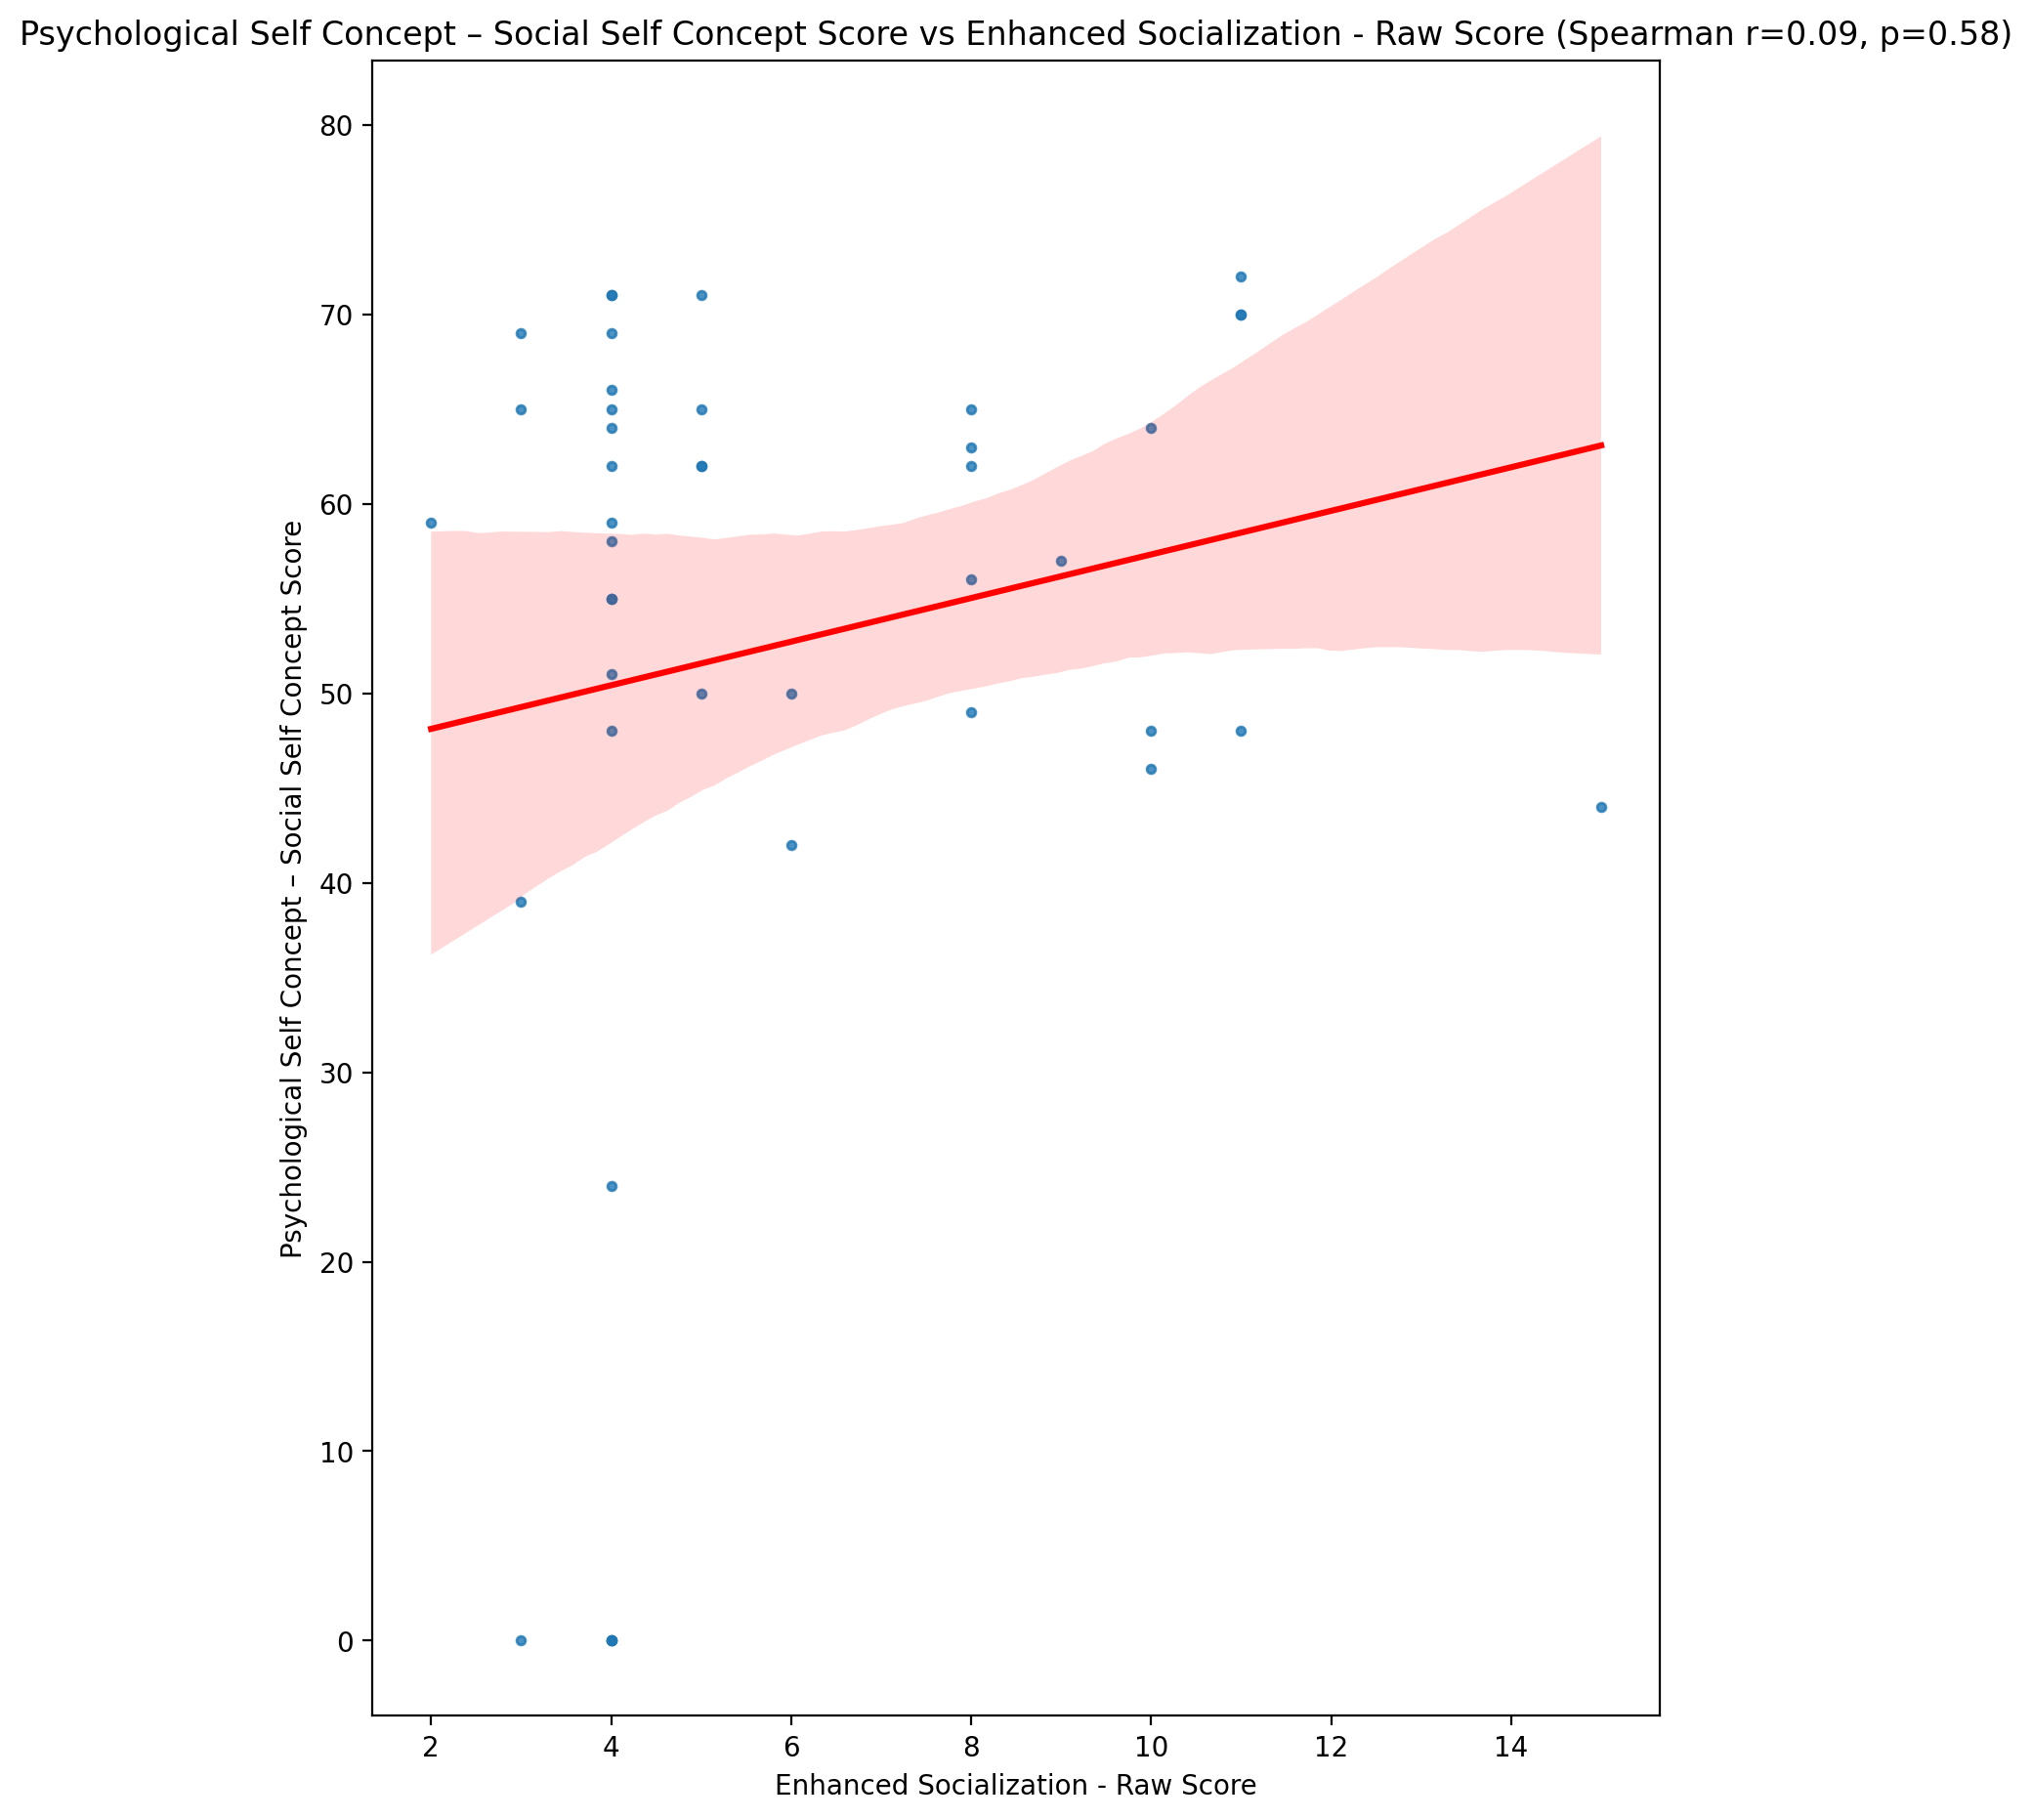 Psychological Self Concept – Social Self Concept Score vs Enhanced Socialization - Raw Score (Spearman r=0.09, p=0.58)
Psychological Self Concept – Social Self Concept Score
80
70
60
50
40
30
20
10
0
2 4 6 8 10 12 14
Enhanced Socialization - Raw Score